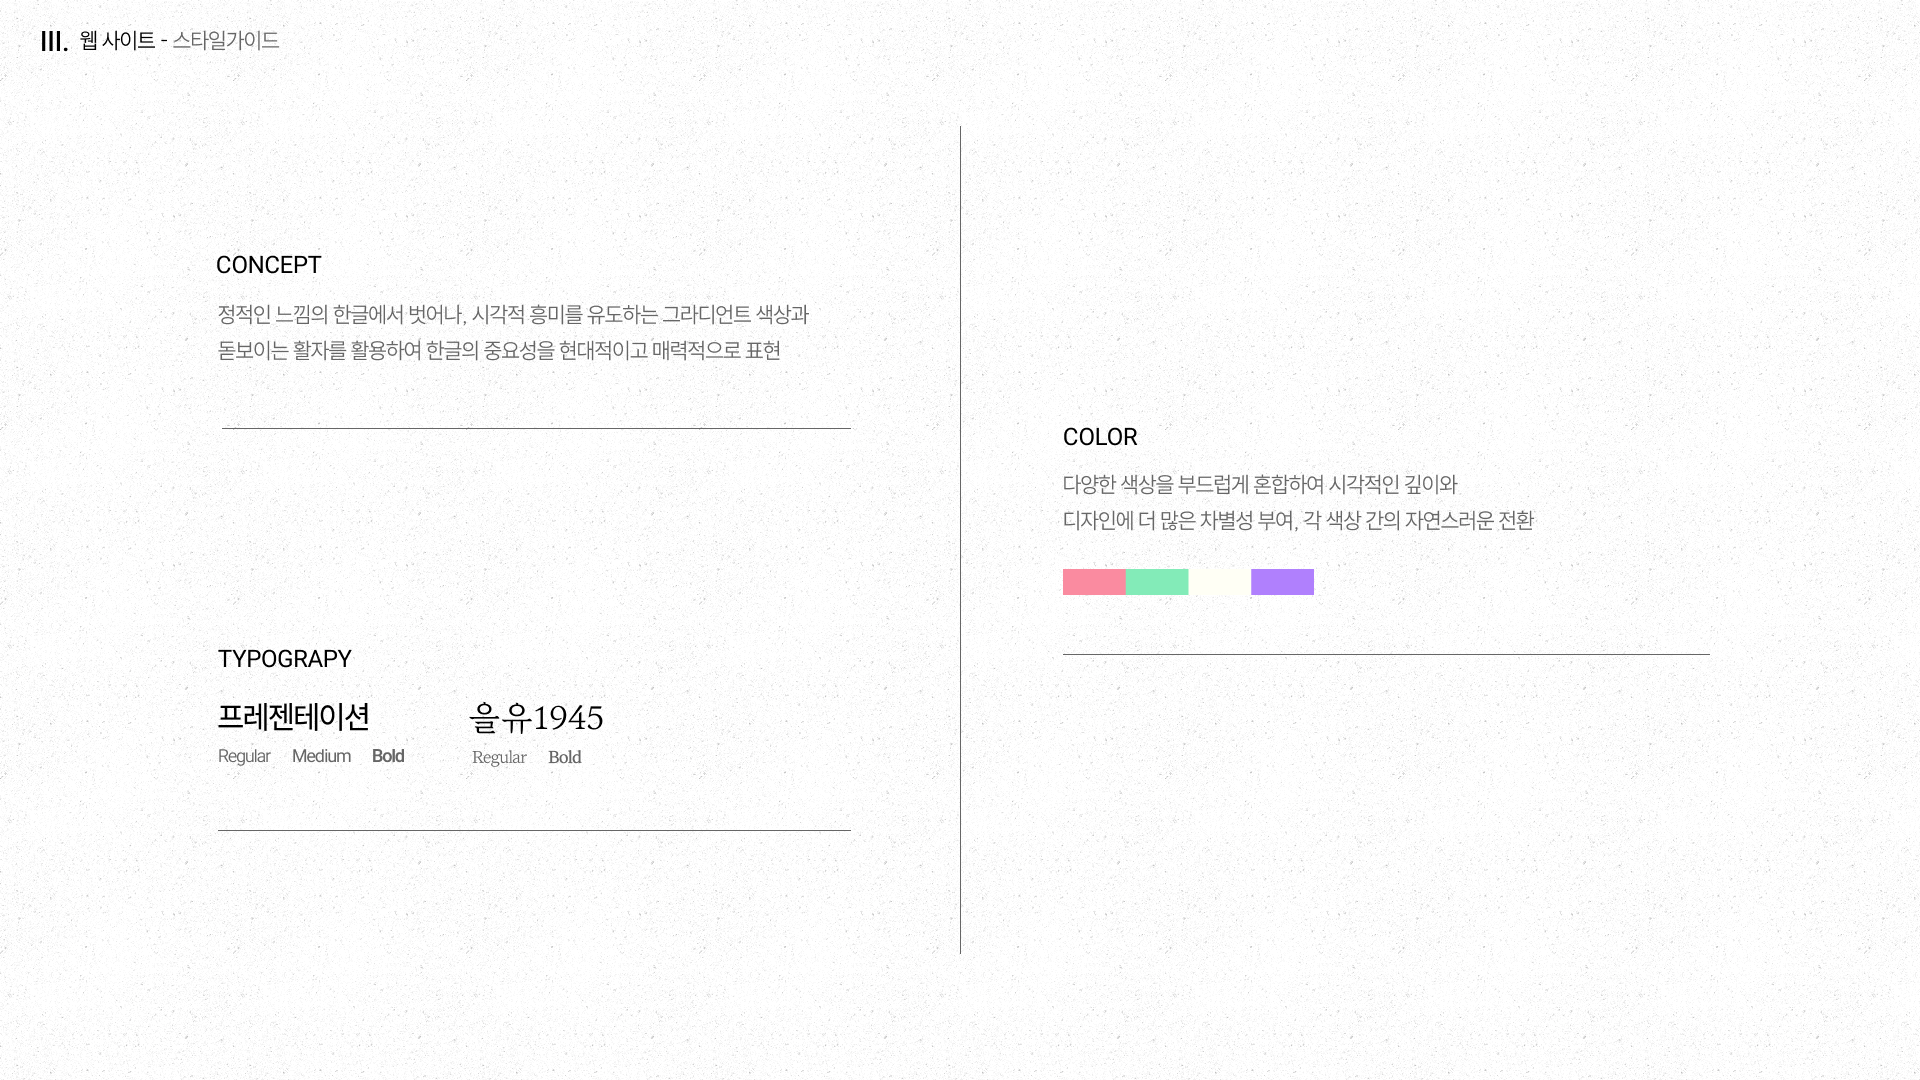 III. 웹 사이트 - 스타일가이드
CONCEPT
정적인 느낌의 한글에서 벗어나, 시각적 흥미를 유도하는 그라디언트 색상과
돋보이는 활자를 활용하여 한글의 중요성을 현대적이고 매력적으로 표현
TYPOGRAPY
프레젠테이션
Regular Medium Bold
을유1945
Regular Bold
COLOR
다양한 색상을 부드럽게 혼합하여 시각적인 깊이와
디자인에 더 많은 차별성 부여, 각 색상 간의 자연스러운 전환